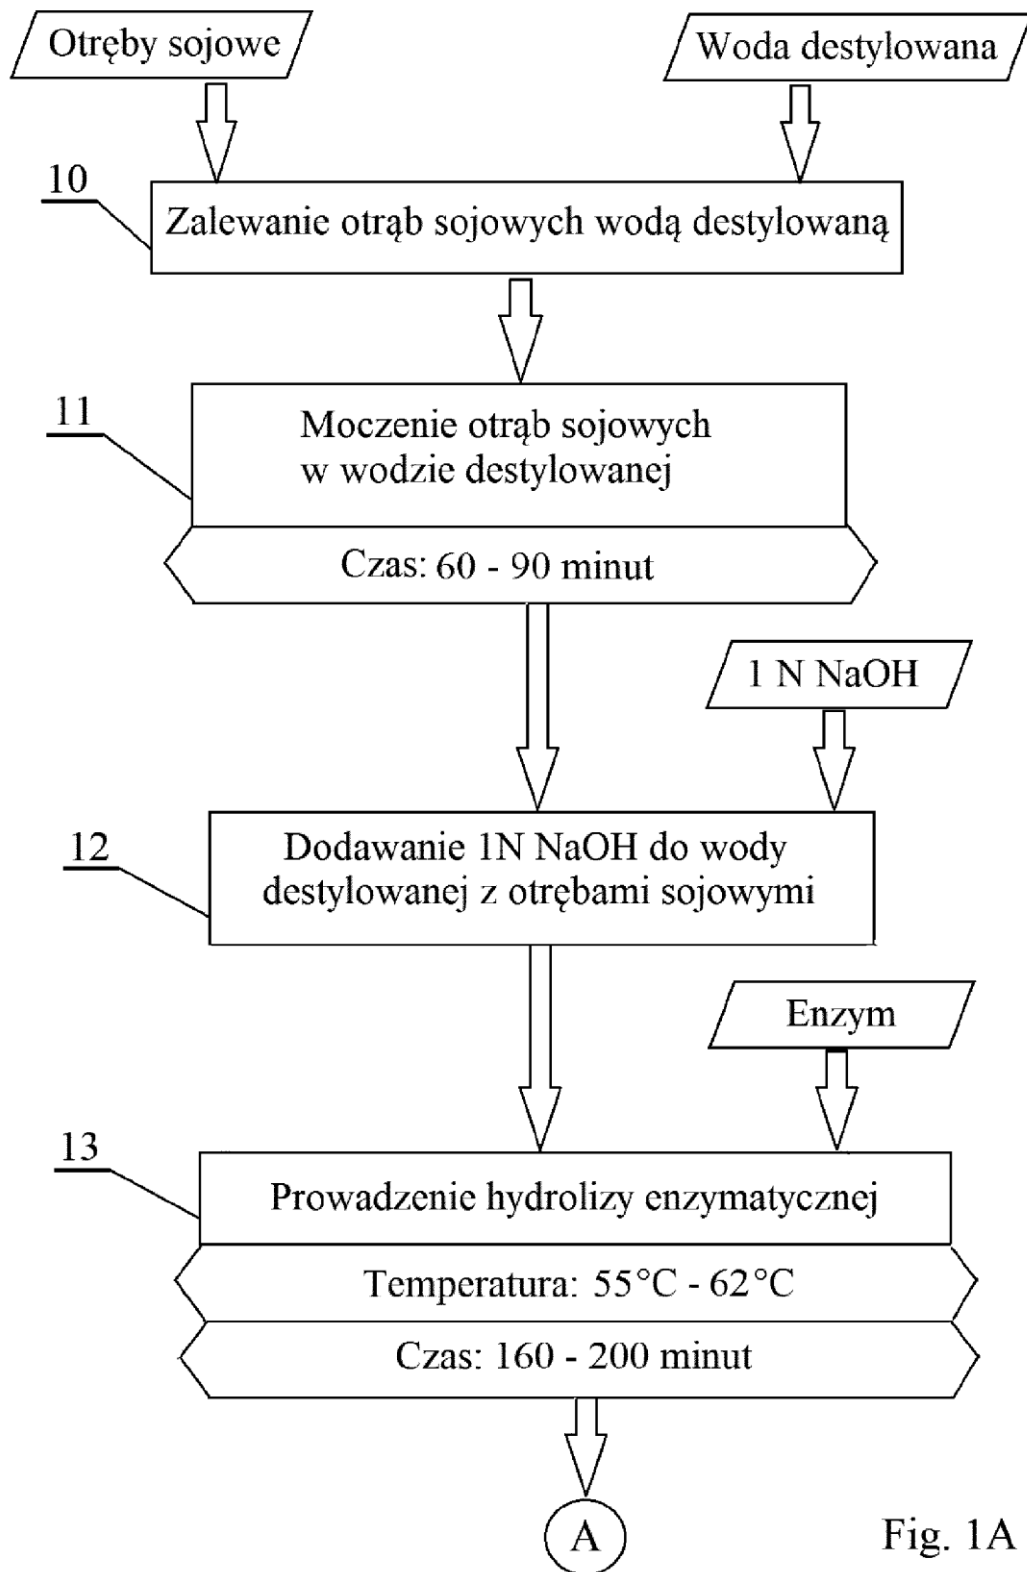 Otręby sojowe
Woda destylowana
10
Zalewanie otrąb sojowych wodą destylowaną
11
Moczenie otrąb sojowych
w wodzie destylowanej
Czas: 60 - 90 minut
1 N NaOH
12
Dodawanie 1N NaOH do wody
destylowanej z otrębami sojowymi
Enzym
13
Prowadzenie hydrolizy enzymatycznej
Temperatura: 55°C - 62°C
Czas: 160 - 200 minut
A
Fig. 1A